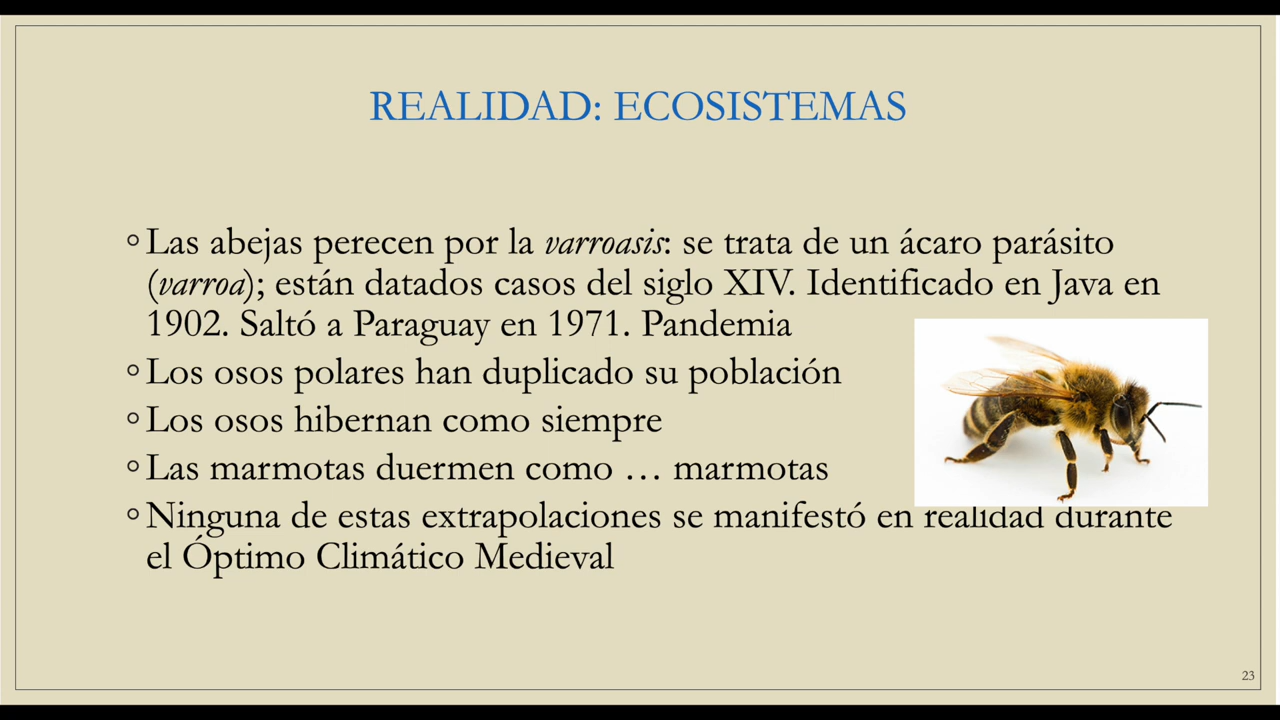 REALIDAD: ECOSISTEMAS
◦ Las abejas perecen por la varroasis: se trata de un ácaro parásito
(varroa); están datados casos del siglo XIV. Identificado en Java en
1902. Saltó a Paraguay en 1971. Pandemia
◦ Los osos polares han duplicado su población
◦ Los osos hibernan como siempre
◦ Las marmotas duermen como … marmotas
◦ Ninguna de estas extrapolaciones se manifestó en realidad durante
el Óptimo Climático Medieval
23